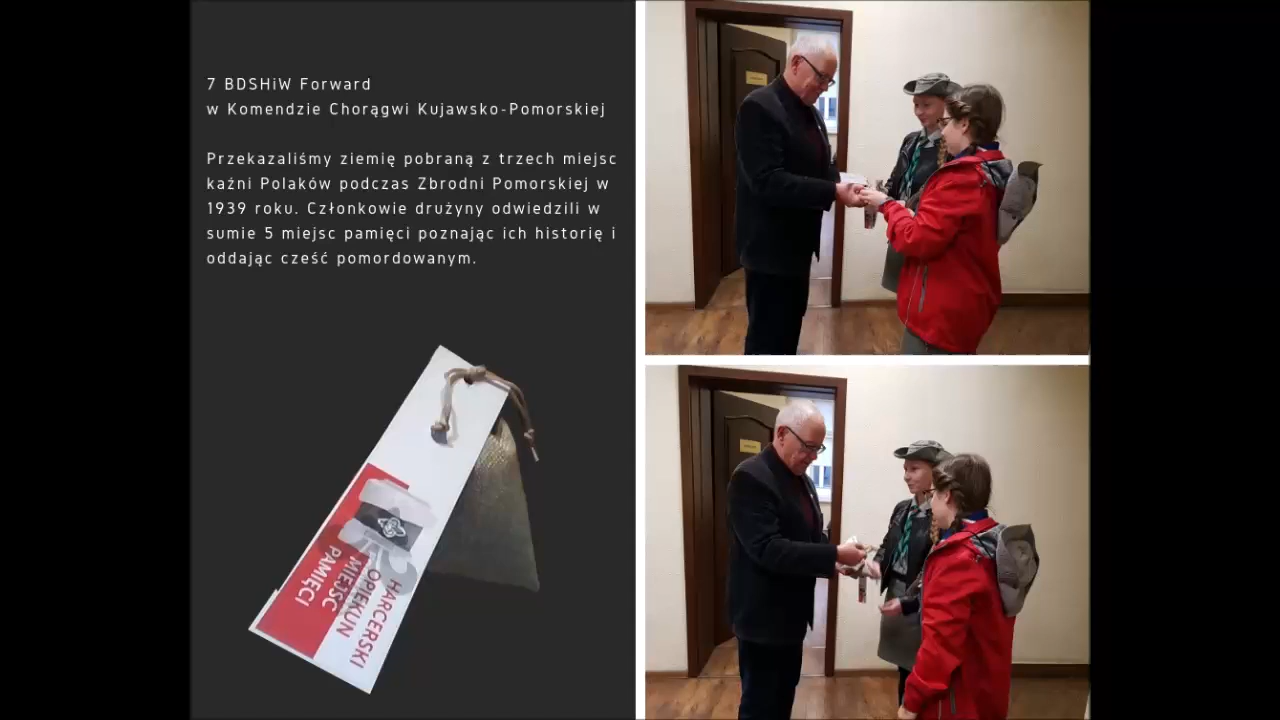 7 BDSHiW Forward
w Komendzie Chorągwi Kujawsko-Pomorskiej
Przekazaliśmy ziemię pobraną z trzech miejsc
kaźni Polaków podczas Zbrodni Pomorskiej w
1939 roku. Członkowie drużyny odwiedzili w
sumie 5 miejsc pamięci poznając ich historię i
oddając cześć pomordowanym.
HARCERSKI
OPIEKUN
MIEJSC
PAMIĘCI